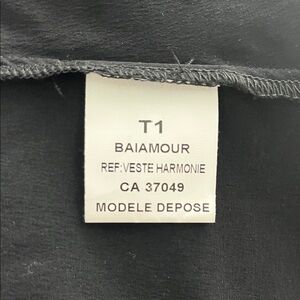 T1
BAIAMOUR
REF:VESTE HARMONIE
CA 37049
MODELE DEPOSE